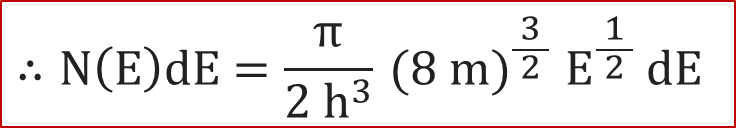 ∴ N(E)dE = π/(2 h³) (8 m)^(3/2) E^(1/2) dE